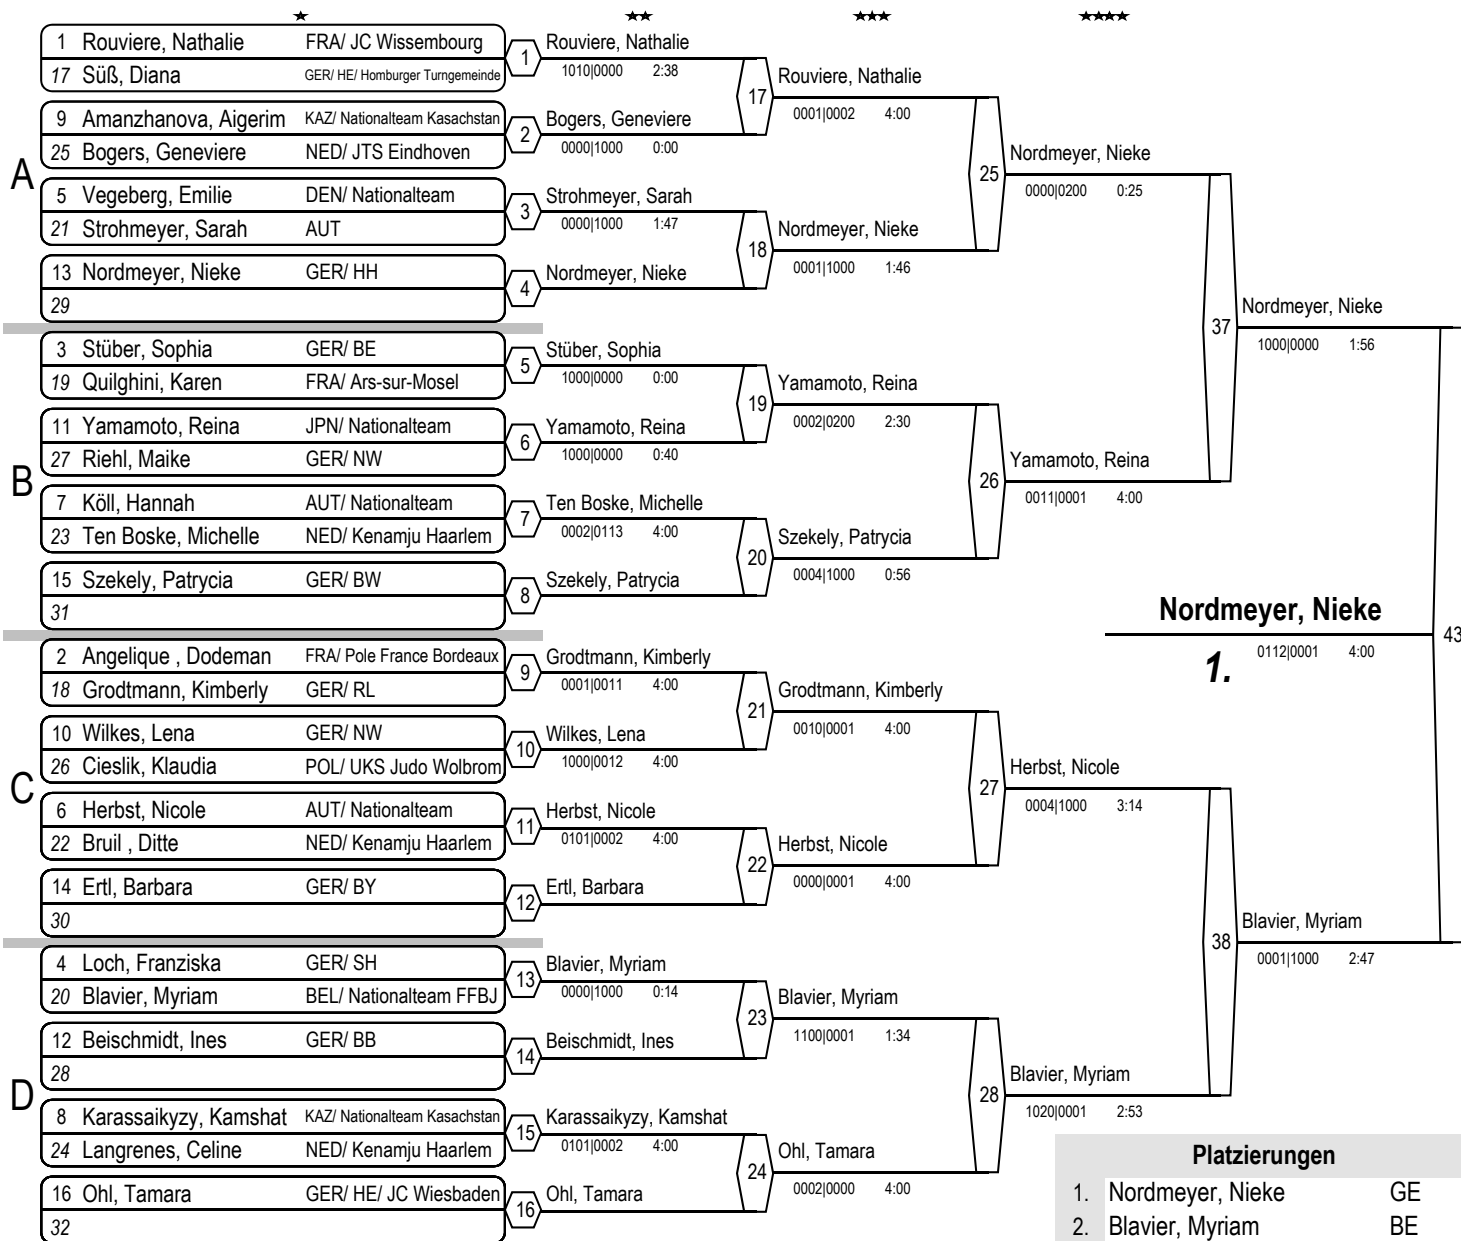 ★ ★★ ★★★ ★★★★
A
1 Rouviere, Nathalie FRA/ JC Wissembourg
17 Süß, Diana GER/ HE/ Homburger Turngemeinde
9 Amanzhanova, Aigerim KAZ/ Nationalteam Kasachstan
25 Bogers, Geneviere NED/ JTS Eindhoven
5 Vegeberg, Emilie DEN/ Nationalteam
21 Strohmeyer, Sarah AUT
13 Nordmeyer, Nieke GER/ HH
29
B
3 Stüber, Sophia GER/ BE
19 Quilghini, Karen FRA/ Ars-sur-Mosel
11 Yamamoto, Reina JPN/ Nationalteam
27 Riehl, Maike GER/ NW
7 Köll, Hannah AUT/ Nationalteam
23 Ten Boske, Michelle NED/ Kenamju Haarlem
15 Szekely, Patrycia GER/ BW
31
C
2 Angelique , Dodeman FRA/ Pole France Bordeaux
18 Grodtmann, Kimberly GER/ RL
10 Wilkes, Lena GER/ NW
26 Cieslik, Klaudia POL/ UKS Judo Wolbrom
6 Herbst, Nicole AUT/ Nationalteam
22 Bruil , Ditte NED/ Kenamju Haarlem
14 Ertl, Barbara GER/ BY
30
D
4 Loch, Franziska GER/ SH
20 Blavier, Myriam BEL/ Nationalteam FFBJ
12 Beischmidt, Ines GER/ BB
28
8 Karassaikyzy, Kamshat KAZ/ Nationalteam Kasachstan
24 Langrenes, Celine NED/ Kenamju Haarlem
16 Ohl, Tamara GER/ HE/ JC Wiesbaden
32
1 Rouviere, Nathalie
1010|0000 2:38
2 Bogers, Geneviere
0000|1000 0:00
3 Strohmeyer, Sarah
0000|1000 1:47
4 Nordmeyer, Nieke
5 Stüber, Sophia
1000|0000 0:00
6 Yamamoto, Reina
1000|0000 0:40
7 Ten Boske, Michelle
0002|0113 4:00
8 Szekely, Patrycia
9 Grodtmann, Kimberly
0001|0011 4:00
10 Wilkes, Lena
1000|0012 4:00
11 Herbst, Nicole
0101|0002 4:00
12 Ertl, Barbara
13 Blavier, Myriam
0000|1000 0:14
14 Beischmidt, Ines
15 Karassaikyzy, Kamshat
0101|0002 4:00
16 Ohl, Tamara
17 Rouviere, Nathalie
0001|0002 4:00
18 Nordmeyer, Nieke
0001|1000 1:46
19 Yamamoto, Reina
0002|0200 2:30
20 Szekely, Patrycia
0004|1000 0:56
21 Grodtmann, Kimberly
0010|0001 4:00
22 Herbst, Nicole
0000|0001 4:00
23 Blavier, Myriam
1100|0001 1:34
24 Ohl, Tamara
0002|0000 4:00
25 Nordmeyer, Nieke
0000|0200 0:25
26 Yamamoto, Reina
0011|0001 4:00
27 Herbst, Nicole
0004|1000 3:14
28 Blavier, Myriam
1020|0001 2:53
37 Nordmeyer, Nieke
1000|0000 1:56
38 Blavier, Myriam
0001|1000 2:47
Nordmeyer, Nieke
43
1. 0112|0001 4:00
Platzierungen
1. Nordmeyer, Nieke GE
2. Blavier, Myriam BE